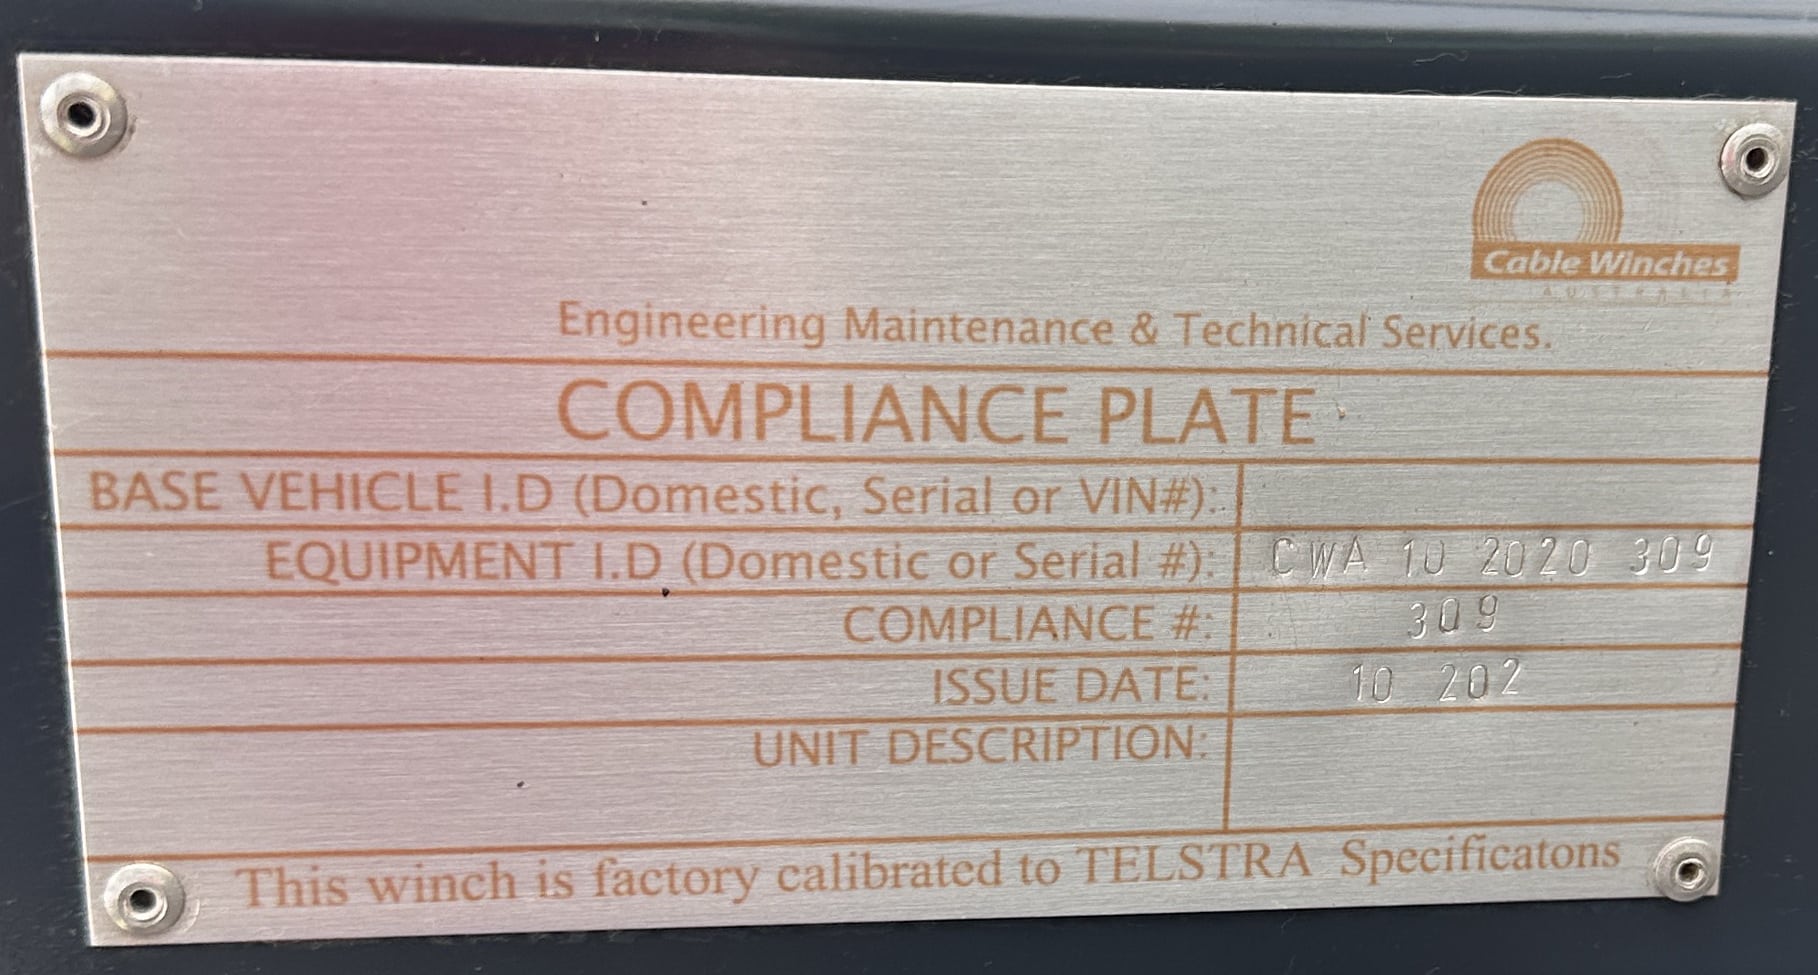 Cable Winches
AUSTRALIA
Engineering Maintenance & Technical Services.
COMPLIANCE PLATE
BASE VEHICLE I.D (Domestic, Serial or VIN#):
EQUIPMENT I.D (Domestic or Serial #): CWA 10 2020 309
COMPLIANCE #: 309
ISSUE DATE: 10 202
UNIT DESCRIPTION:
This winch is factory calibrated to TELSTRA Specificatons